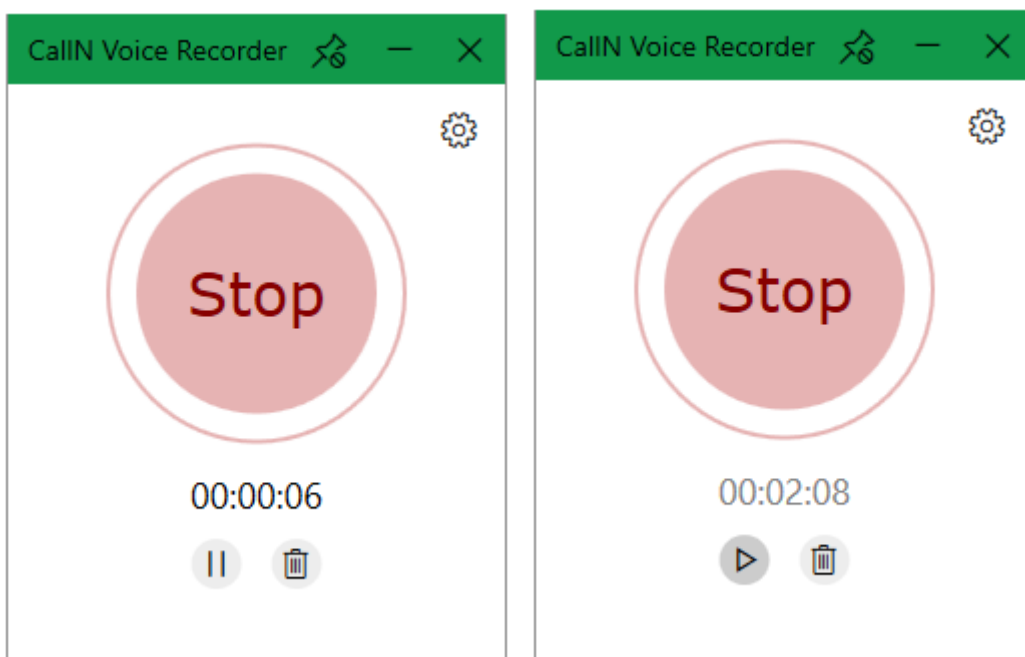 CallN Voice Recorder
Stop
00:00:06
CallN Voice Recorder
Stop
00:02:08